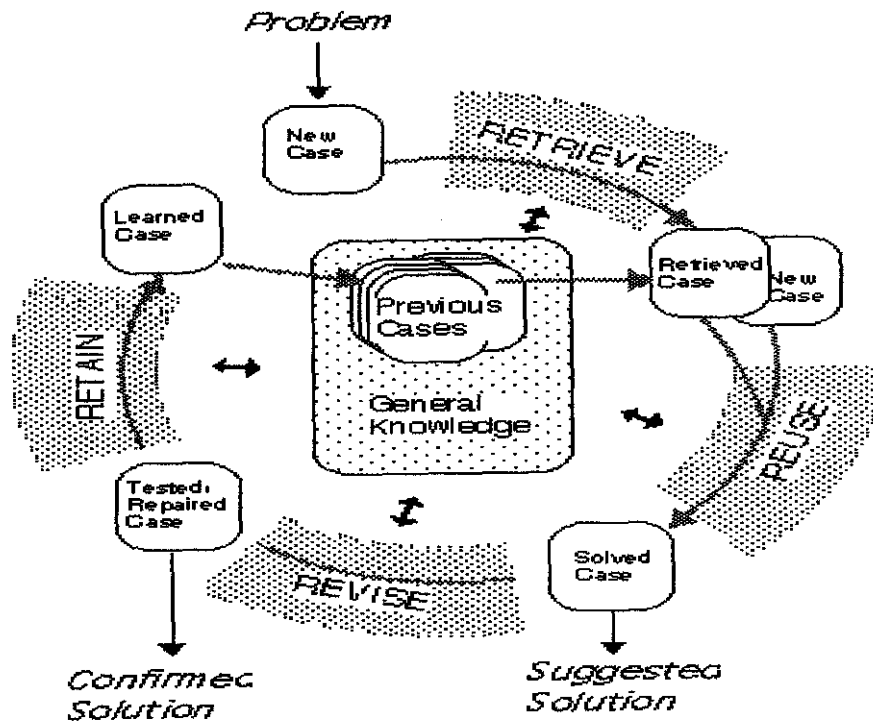 Problem
New
Case
RETRIEVE
Learned
Case
Retrieved
Case
New
Case
Previous
Cases
General
Knowledge
RETAIN
REUSE
Tested,
Repaired
Case
REVISE
Solved
Case
Confirmed
Solution
Suggested
Solution